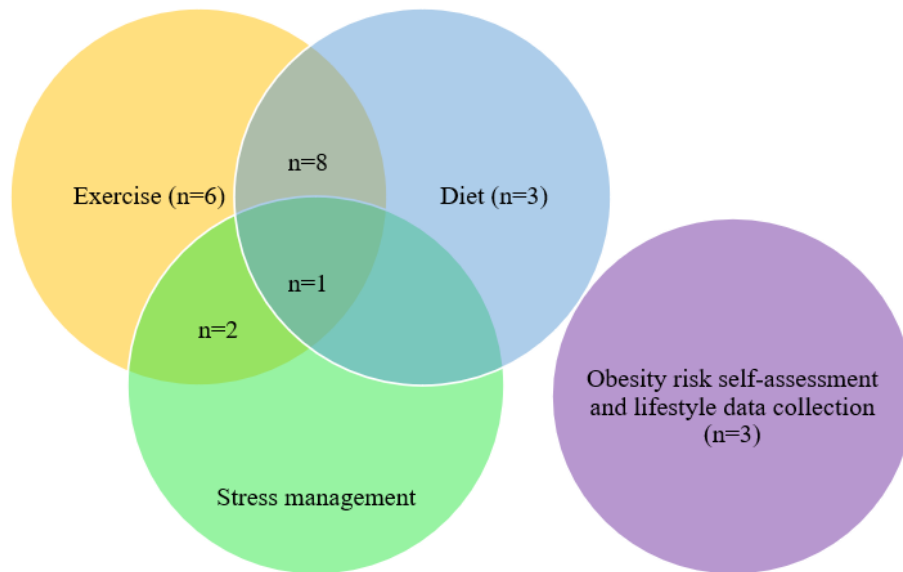 n=8
Exercise (n=6)
Diet (n=3)
n=1
n=2
Obesity risk self-assessment
and lifestyle data collection
(n=3)
Stress management